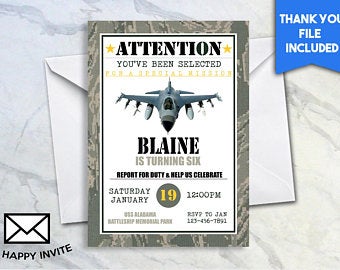 ATTENTION
YOU'VE BEEN SELECTED
FOR A SPECIAL MISSION
BLAINE
IS TURNING SIX
REPORT FOR DUTY & HELP US CELEBRATE
SATURDAY
JANUARY
19
12:00PM
USS ALABAMA
BATTLESHIP MEMORIAL PARK
RSVP TO JAN
123-456-7891
THANK YOU
FILE
INCLUDED
HAPPY INVITE